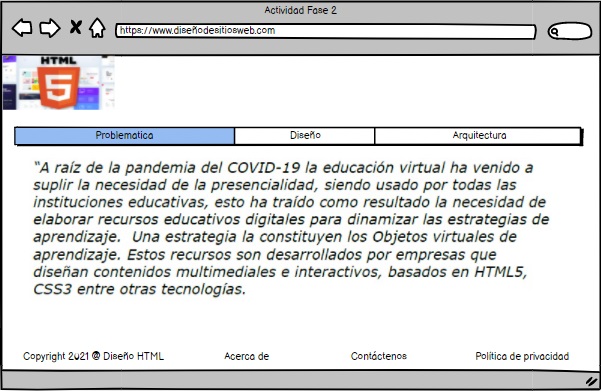 Actividad Fase 2
https://www.diseñodesitiosweb.com
HTML
5
Problematica Diseño Arquitectura
“A raíz de la pandemia del COVID-19 la educación virtual ha venido a
suplir la necesidad de la presencialidad, siendo usado por todas las
instituciones educativas, esto ha traído como resultado la necesidad de
elaborar recursos educativos digitales para dinamizar las estrategias de
aprendizaje. Una estrategia la constituyen los Objetos virtuales de
aprendizaje. Estos recursos son desarrollados por empresas que
diseñan contenidos multimediales e interactivos, basados en HTML5,
CSS3 entre otras tecnologías.
Copyright 2021 @ Diseño HTML Acerca de Contáctenos Política de privacidad